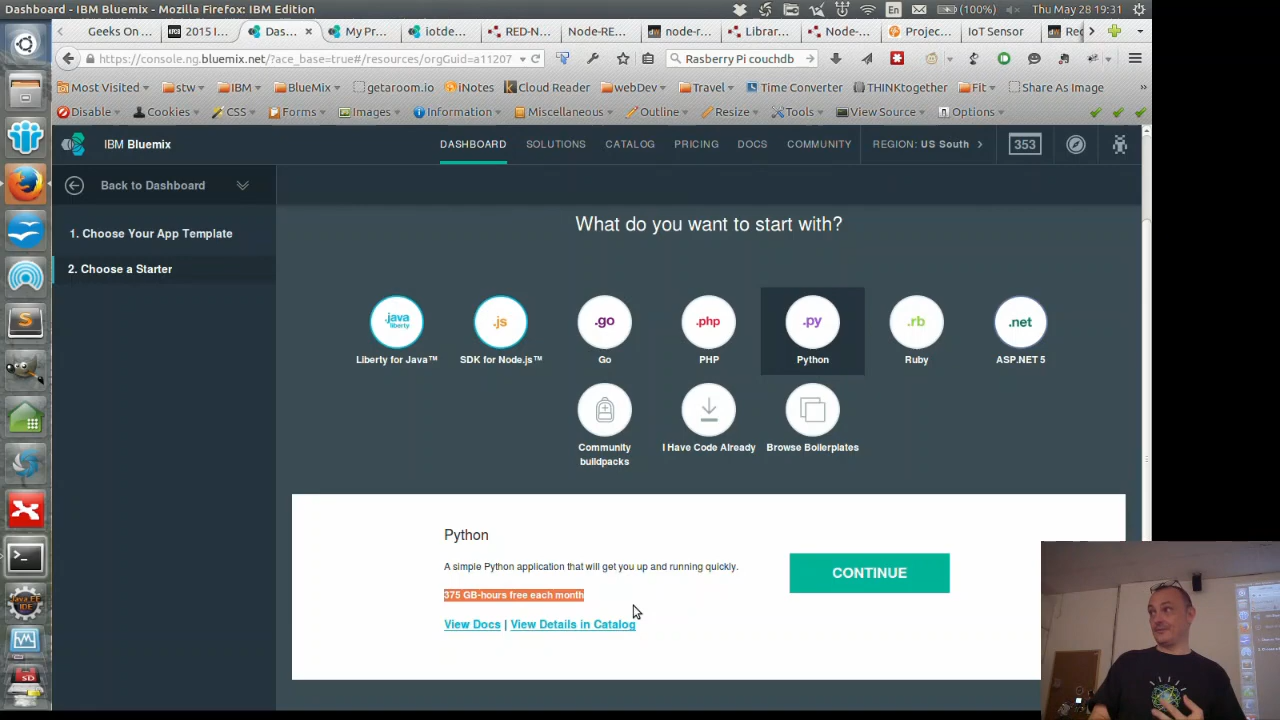 Dashboard - IBM Bluemix - Mozilla Firefox: IBM Edition
En (100%) Thu May 28 19:31
Geek's On ... 2015 I... Das... × My Pr... iotde... RED-N... Node-RE... node-r... Librar... Node-... Projec... IoT Sensor Rec
https://console.ng.bluemix.net/?ace_base=true#/resources/orgGuid=a11207 Rasberry Pi couchdb
Most Visited stw IBM BlueMix getaroom.io iNotes Cloud Reader webDev Travel Time Converter THINKtogether Fit Share As Image »
Disable Cookies CSS Forms Images Information Miscellaneous Outline Resize Tools View Source Options
IBM Bluemix DASHBOARD SOLUTIONS CATALOG PRICING DOCS COMMUNITY REGION: US South 353
Back to Dashboard
1. Choose Your App Template
2. Choose a Starter
What do you want to start with?
.java .js .go .php .py .rb .net
liberty
Liberty for Java™ SDK for Node.js™ Go PHP Python Ruby ASP.NET 5
Community I Have Code Already Browse Boilerplates
buildpacks
Python
A simple Python application that will get you up and running quickly.
CONTINUE
375 GB-hours free each month
View Docs | View Details in Catalog